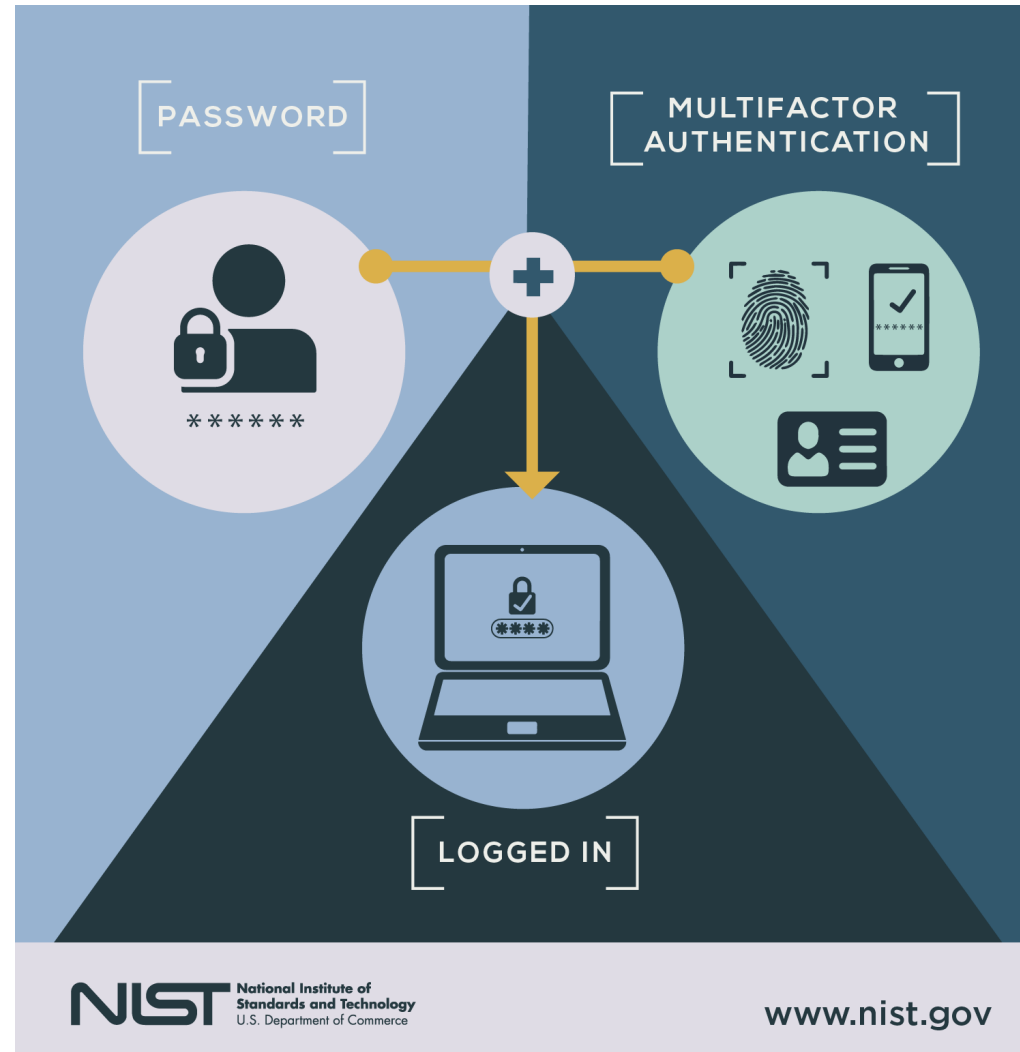 PASSWORD
MULTIFACTOR
AUTHENTICATION
******
******
****
LOGGED IN
NIST
National Institute of
Standards and Technology
U.S. Department of Commerce
www.nist.gov